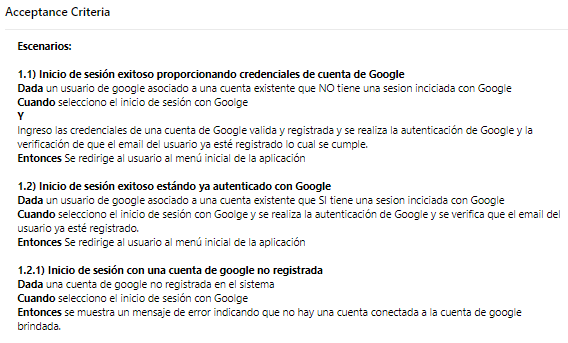 Acceptance Criteria
Escenarios:
1.1) Inicio de sesión exitoso proporcionando credenciales de cuenta de Google
Dada un usuario de google asociado a una cuenta existente que NO tiene una sesion inciciada con Google
Cuando selecciono el inicio de sesión con Goolge
Y
Ingreso las credenciales de una cuenta de Google valida y registrada y se realiza la autenticación de Google y la
verificación de que el email del usuario ya esté registrado lo cual se cumple.
Entonces Se redirige al usuario al menú inicial de la aplicación
1.2) Inicio de sesión exitoso estándo ya autenticado con Google
Dada un usuario de google asociado a una cuenta existente que SI tiene una sesion inciciada con Google
Cuando selecciono el inicio de sesión con Goolge y se realiza la autenticación de Google y se verifica que el email del
usuario ya esté registrado.
Entonces Se redirige al usuario al menú inicial de la aplicación
1.2.1) Inicio de sesión con una cuenta de google no registrada
Dada una cuenta de google no registrada en el sistema
Cuando selecciono el inicio de sesión con Goolge
Entonces se muestra un mensaje de error indicando que no hay una cuenta conectada a la cuenta de google
brindada.